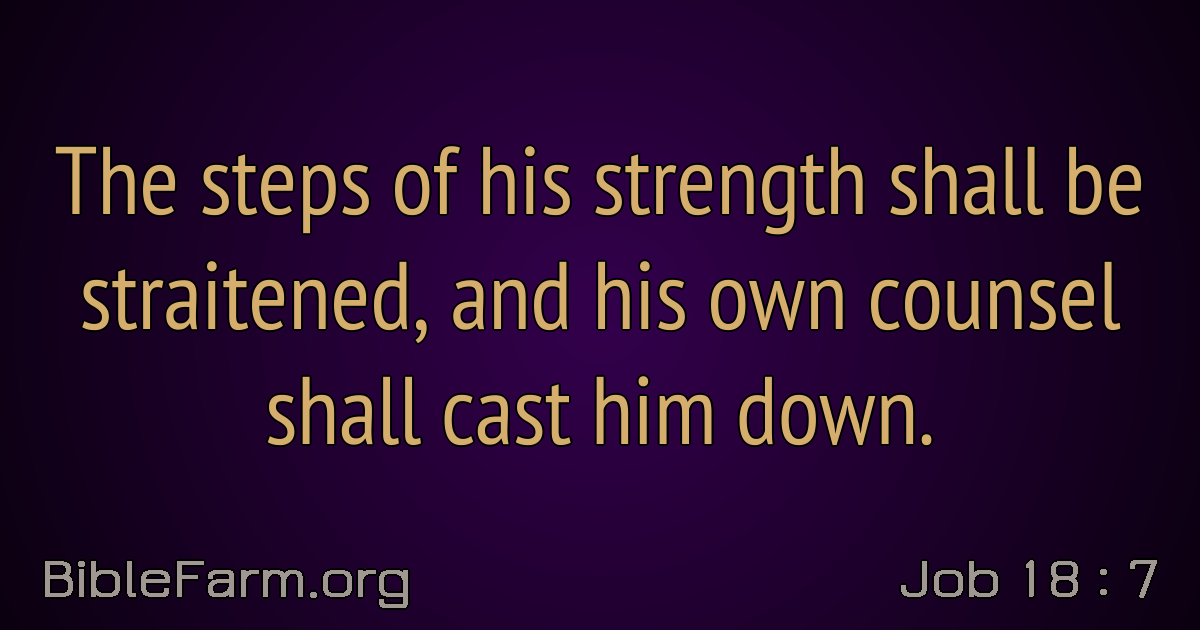 The steps of his strength shall be
straitened, and his own counsel
shall cast him down.
BibleFarm.org
Job 18 : 7